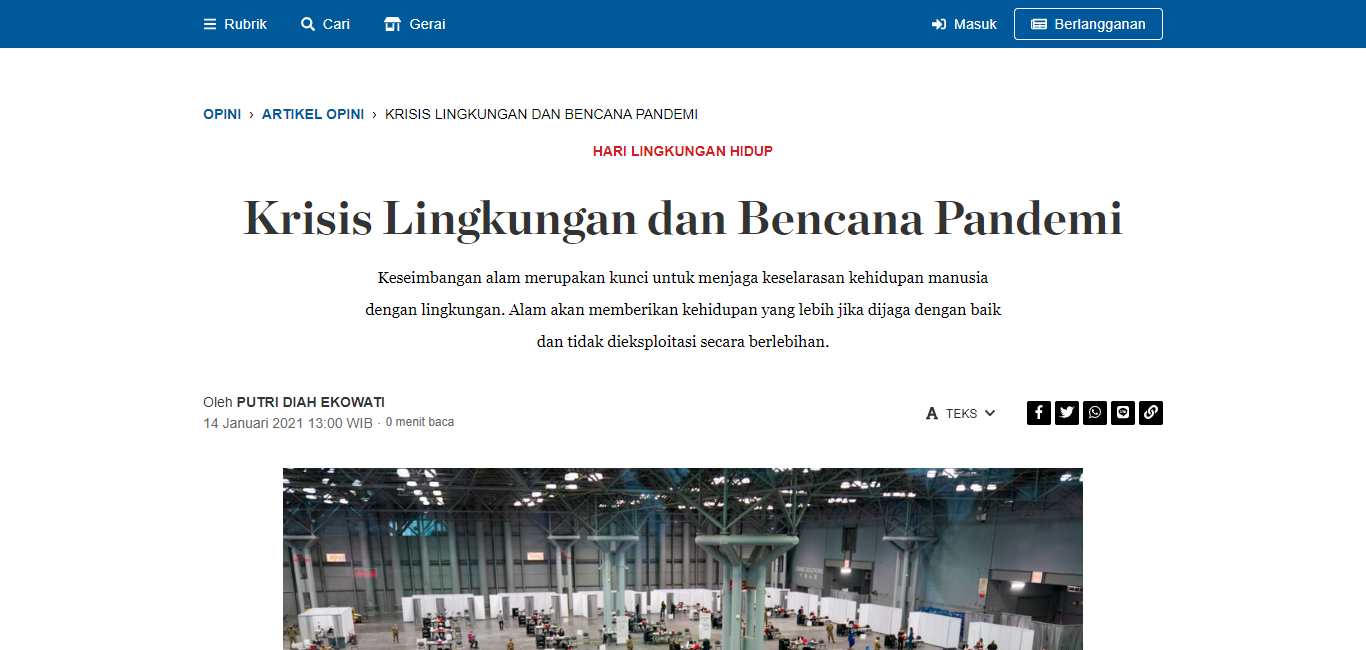 Rubrik Cari Gerai Masuk Berlangganan
OPINI › ARTIKEL OPINI › KRISIS LINGKUNGAN DAN BENCANA PANDEMI
HARI LINGKUNGAN HIDUP
Krisis Lingkungan dan Bencana Pandemi
Keseimbangan alam merupakan kunci untuk menjaga keselarasan kehidupan manusia
dengan lingkungan. Alam akan memberikan kehidupan yang lebih jika dijaga dengan baik
dan tidak dieksploitasi secara berlebihan.
Oleh PUTRI DIAH EKOWATI
14 Januari 2021 13:00 WIB · 0 menit baca
A TEKS